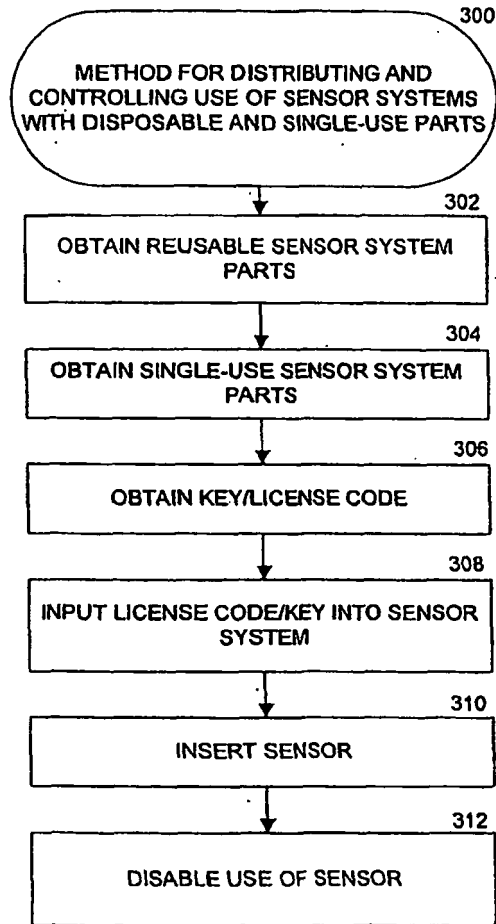 300
METHOD FOR DISTRIBUTING AND
CONTROLLING USE OF SENSOR SYSTEMS
WITH DISPOSABLE AND SINGLE-USE PARTS
302
OBTAIN REUSABLE SENSOR SYSTEM
PARTS
304
OBTAIN SINGLE-USE SENSOR SYSTEM
PARTS
306
OBTAIN KEY/LICENSE CODE
308
INPUT LICENSE CODE/KEY INTO SENSOR
SYSTEM
310
INSERT SENSOR
312
DISABLE USE OF SENSOR